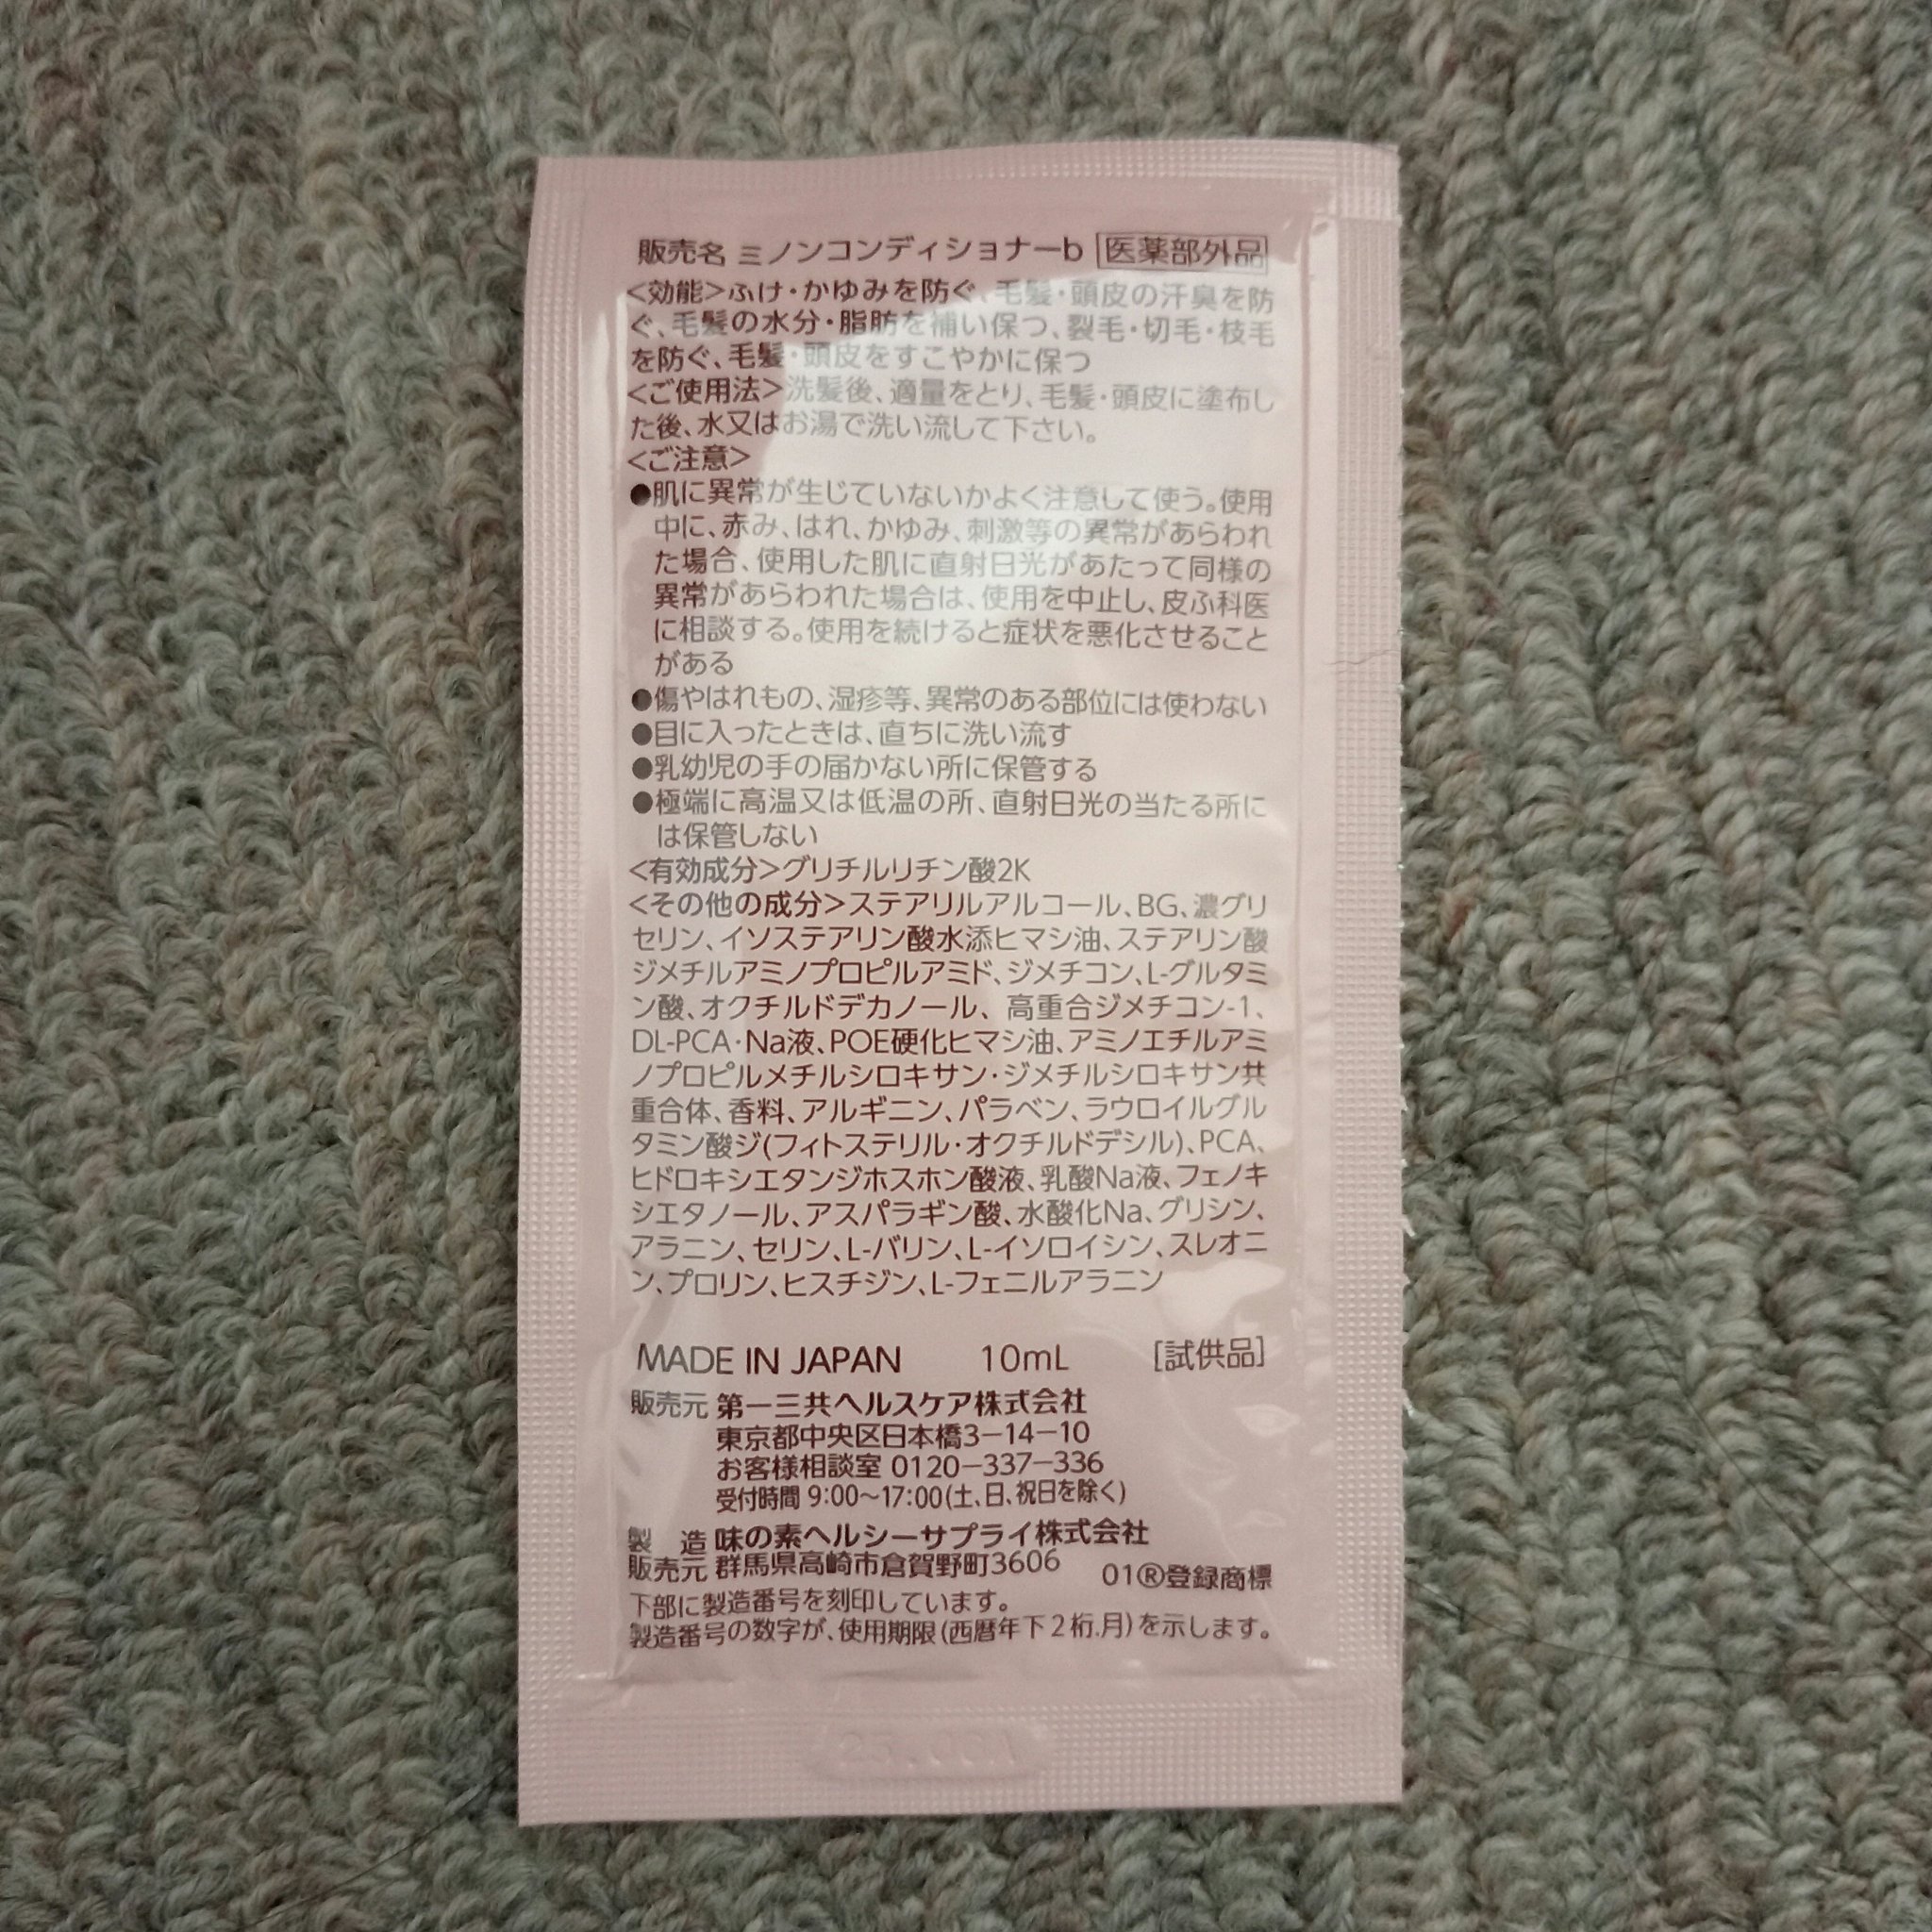 販売名 ミノンコンディショナーb 医薬部外品
<効能>ふけ・かゆみを防ぐ、毛髪・頭皮の汗臭を防
ぐ、毛髪の水分・脂肪を補い保つ、裂毛・切毛・枝毛
を防ぐ、毛髪・頭皮をすこやかに保つ
<ご使用法>洗髪後、適量をとり、毛髪・頭皮に塗布し
た後、水又はお湯で洗い流して下さい。
<ご注意>
●肌に異常が生じていないかよく注意して使う。使用
中に、赤み、はれ、かゆみ、刺激等の異常があらわれ
た場合、使用した肌に直射日光があたって同様の
異常があらわれた場合は、使用を中止し、皮ふ科医
に相談する。使用を続けると症状を悪化させること
がある
●傷やはれもの、湿疹等、異常のある部位には使わない
●目に入ったときは、直ちに洗い流す
●乳幼児の手の届かない所に保管する
●極端に高温又は低温の所、直射日光の当たる所に
は保管しない
<有効成分>グリチルリチン酸2K
<その他の成分>ステアリルアルコール、BG、濃グリ
セリン、イソステアリン酸水添ヒマシ油、ステアリン酸
ジメチルアミノプロピルアミド、ジメチコン、L-グルタミ
ン酸、オクチルドデカノール、高重合ジメチコン-1、
DL-PCA・Na液、POE硬化ヒマシ油、アミノエチルアミ
ノプロピルメチルシロキサン・ジメチルシロキサン共
重合体、香料、アルギニン、パラベン、ラウロイルグル
タミン酸ジ(フィトステリル・オクチルドデシル)、PCA、
ヒドロキシエタンジホスホン酸液、乳酸Na液、フェノキ
シエタノール、アスパラギン酸、水酸化Na、グリシン、
アラニン、セリン、L-バリン、L-イソロイシン、スレオニ
ン、プロリン、ヒスチジン、L-フェニルアラニン
MADE IN JAPAN 10mL [試供品]
販売元 第一三共ヘルスケア株式会社
東京都中央区日本橋3-14-10
お客様相談室 0120-337-336
受付時間 9:00〜17:00(土、日、祝日を除く)
製 造 味の素ヘルシーサプライ株式会社
販売元 群馬県高崎市倉賀野町3606 01®登録商標
下部に製造番号を刻印しています。
製造番号の数字が、使用期限(西暦年下2桁.月)を示します。